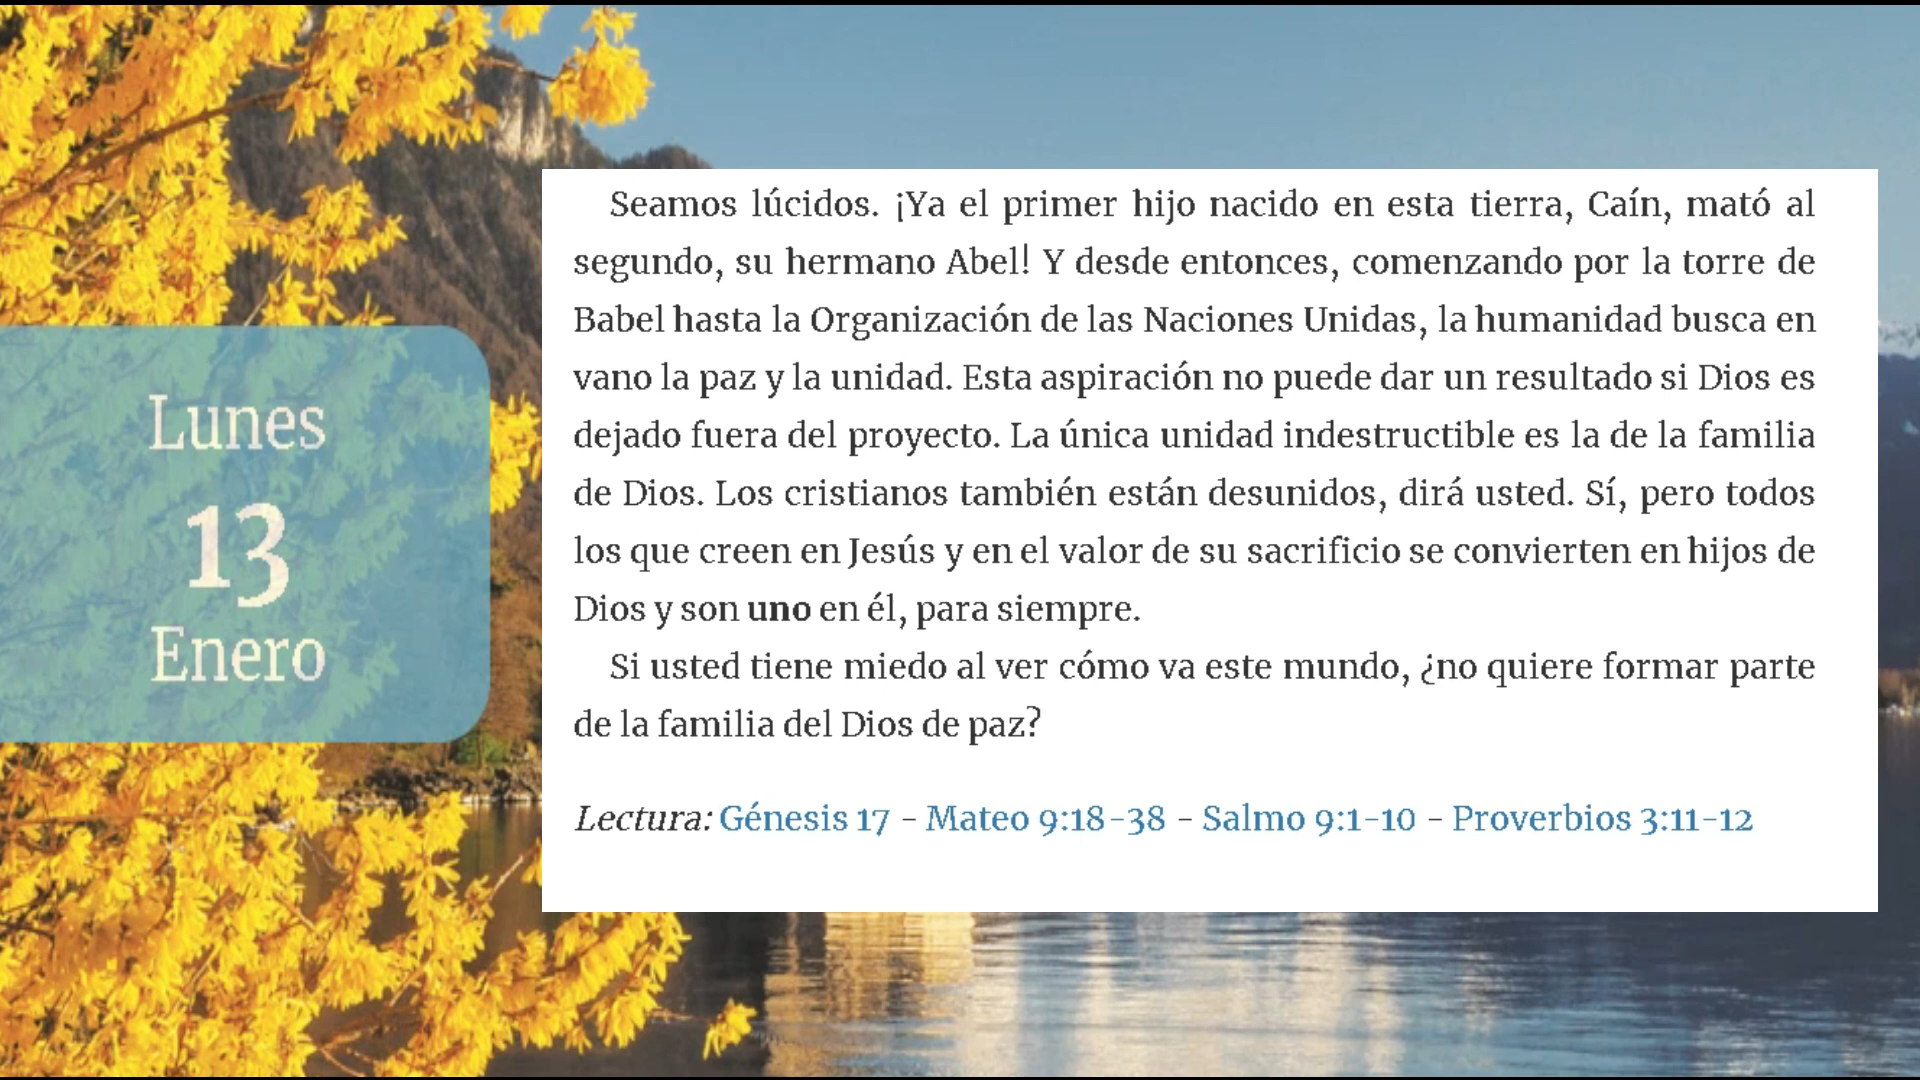 Lunes
13
Enero
Seamos lúcidos. ¡Ya el primer hijo nacido en esta tierra, Caín, mató al
segundo, su hermano Abel! Y desde entonces, comenzando por la torre de
Babel hasta la Organización de las Naciones Unidas, la humanidad busca en
vano la paz y la unidad. Esta aspiración no puede dar un resultado si Dios es
dejado fuera del proyecto. La única unidad indestructible es la de la familia
de Dios. Los cristianos también están desunidos, dirá usted. Sí, pero todos
los que creen en Jesús y en el valor de su sacrificio se convierten en hijos de
Dios y son uno en él, para siempre.
Si usted tiene miedo al ver cómo va este mundo, ¿no quiere formar parte
de la familia del Dios de paz?
Lectura: Génesis 17 - Mateo 9:18-38 - Salmo 9:1-10 - Proverbios 3:11-12